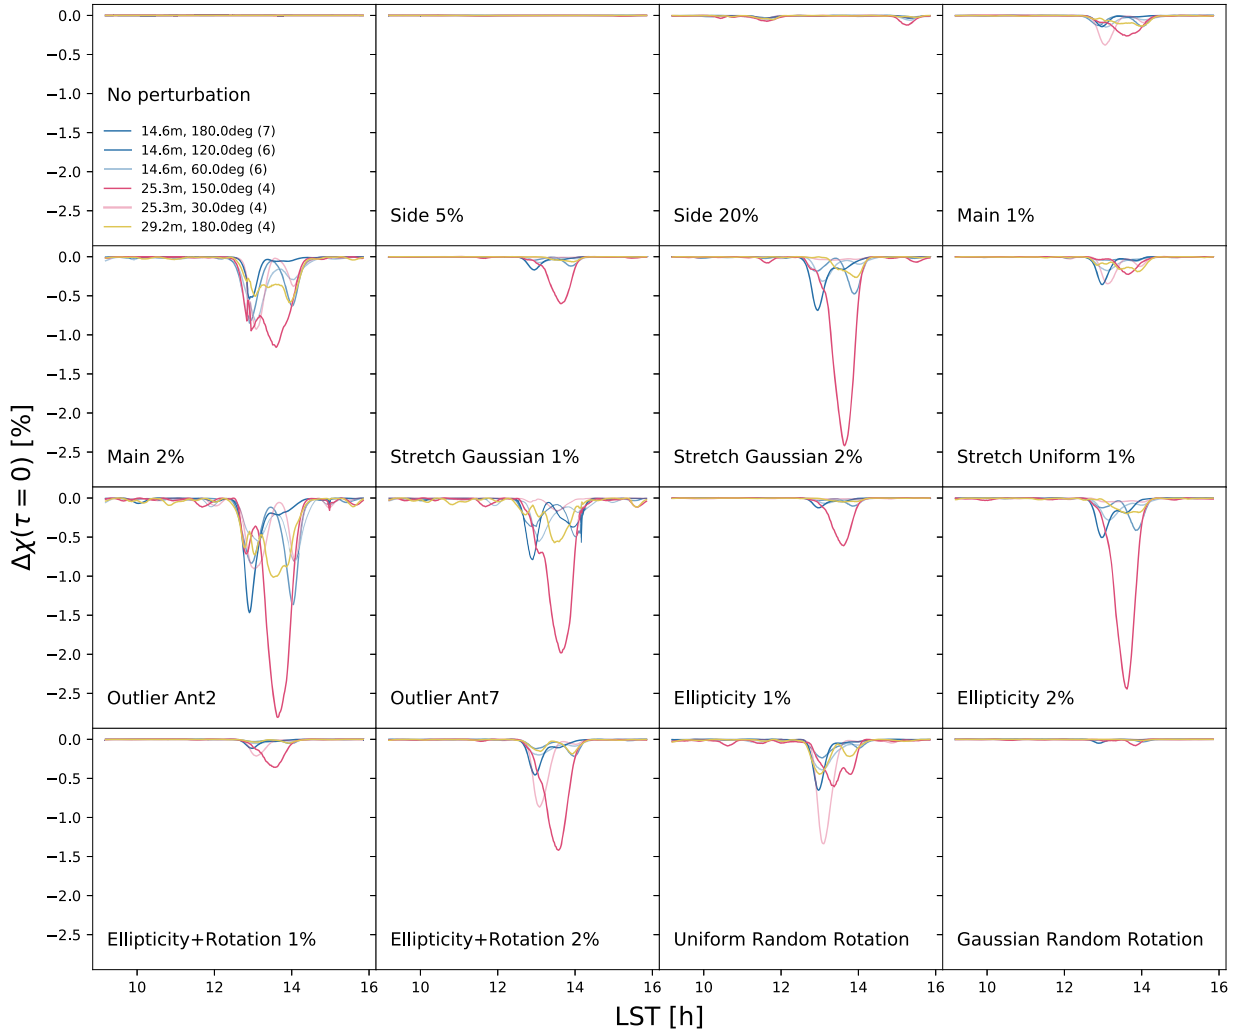 0.0
−0.5
−1.0
−1.5
−2.0
−2.5
No perturbation
14.6m, 180.0deg (7)
14.6m, 120.0deg (6)
14.6m, 60.0deg (6)
25.3m, 150.0deg (4)
25.3m, 30.0deg (4)
29.2m, 180.0deg (4)
Side 5%
Side 20%
Main 1%
0.0
−0.5
−1.0
−1.5
−2.0
−2.5
Main 2%
Stretch Gaussian 1%
Stretch Gaussian 2%
Stretch Uniform 1%
Δχ(τ = 0) [%]
0.0
−0.5
−1.0
−1.5
−2.0
−2.5
Outlier Ant2
Outlier Ant7
Ellipticity 1%
Ellipticity 2%
0.0
−0.5
−1.0
−1.5
−2.0
−2.5
Ellipticity+Rotation 1%
Ellipticity+Rotation 2%
Uniform Random Rotation
Gaussian Random Rotation
10 12 14 16 10 12 14 16 10 12 14 16 10 12 14 16
LST [h]